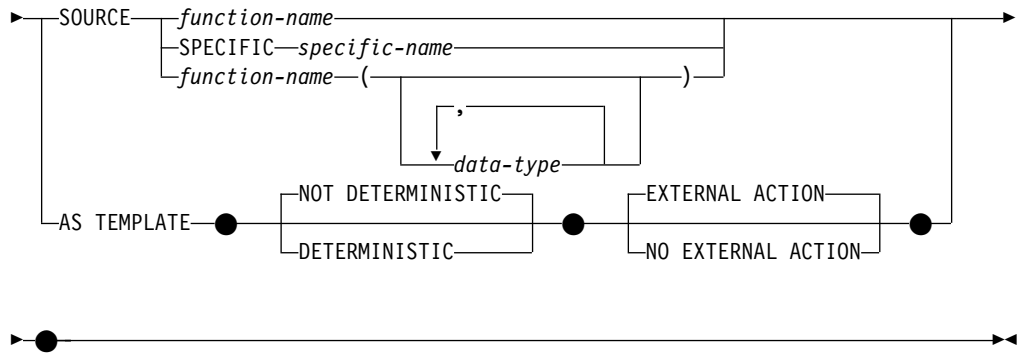 SOURCE function-name
SPECIFIC specific-name
function-name ( )
,
data-type
NOT DETERMINISTIC EXTERNAL ACTION
AS TEMPLATE
DETERMINISTIC NO EXTERNAL ACTION